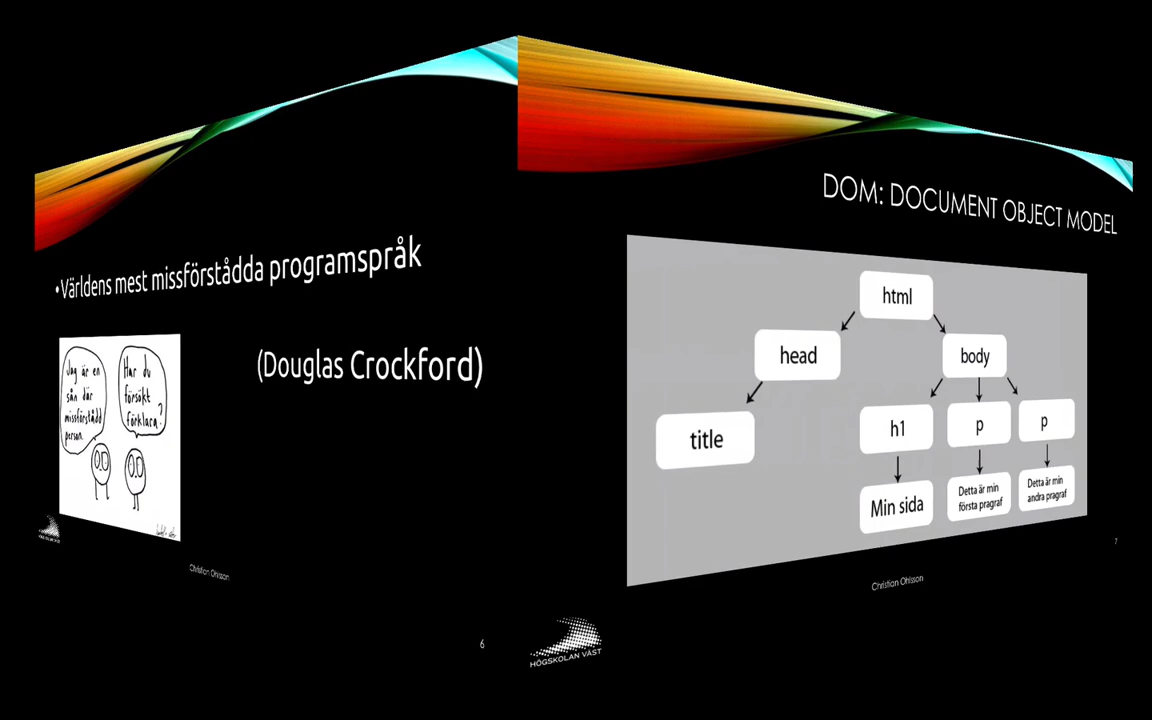 •Världens mest missförstådda programspråk
(Douglas Crockford)
Jag är en
sån där
missförstådd
person.
Har du
försökt
förklara?
HÖGSKOLAN VÄST
Christian Ohlsson
6
DOM: DOCUMENT OBJECT MODEL
html
head
body
title
h1
p
p
Min sida
Detta är min
första pragraf
Detta är min
andra pragraf
Christian Ohlsson
7
HÖGSKOLAN VÄST